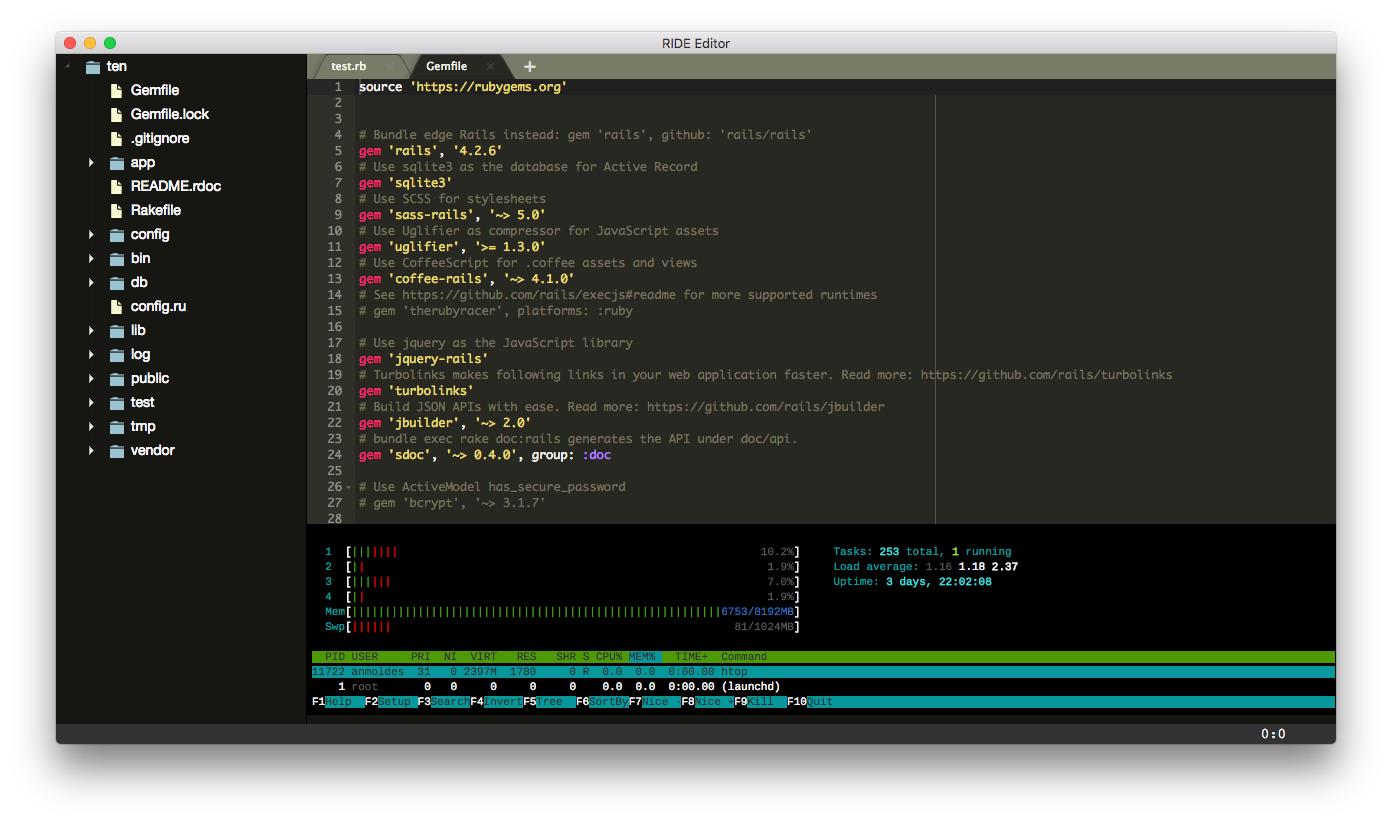 RIDE Editor
ten
Gemfile
Gemfile.lock
.gitignore
app
README.rdoc
Rakefile
config
bin
db
config.ru
lib
log
public
test
tmp
vendor
test.rb × Gemfile × +
1 source 'https://rubygems.org'
2
3
4 # Bundle edge Rails instead: gem 'rails', github: 'rails/rails'
5 gem 'rails', '4.2.6'
6 # Use sqlite3 as the database for Active Record
7 gem 'sqlite3'
8 # Use SCSS for stylesheets
9 gem 'sass-rails', '~> 5.0'
10 # Use Uglifier as compressor for JavaScript assets
11 gem 'uglifier', '>= 1.3.0'
12 # Use CoffeeScript for .coffee assets and views
13 gem 'coffee-rails', '~> 4.1.0'
14 # See https://github.com/rails/execjs#readme for more supported runtimes
15 # gem 'therubyracer', platforms: :ruby
16
17 # Use jquery as the JavaScript library
18 gem 'jquery-rails'
19 # Turbolinks makes following links in your web application faster. Read more: https://github.com/rails/turbolinks
20 gem 'turbolinks'
21 # Build JSON APIs with ease. Read more: https://github.com/rails/jbuilder
22 gem 'jbuilder', '~> 2.0'
23 # bundle exec rake doc:rails generates the API under doc/api.
24 gem 'sdoc', '~> 0.4.0', group: :doc
25
26 # Use ActiveModel has_secure_password
27 # gem 'bcrypt', '~> 3.1.7'
28
1 [||||||| 10.2%] Tasks: 253 total, 1 running
2 [|| 1.9%] Load average: 1.16 1.18 2.37
3 [|||||| 7.0%] Uptime: 3 days, 22:02:08
4 [|| 1.9%]
Mem[||||||||||||||||||||||||||||||||||||||||||||||||||||||||6753/8192MB]
Swp[|||||| 81/1024MB]
PID USER PRI NI VIRT RES SHR S CPU% MEM% TIME+ Command
11722 anmoldes 31 0 2397M 1780 0 R 0.0 0.0 0:00.00 htop
1 root 0 0 0 0 0 0.0 0.0 0:00.00 (launchd)
F1Help F2Setup F3SearchF4InvertF5Tree F6SortByF7Nice -F8Nice +F9Kill F10Quit
0:0